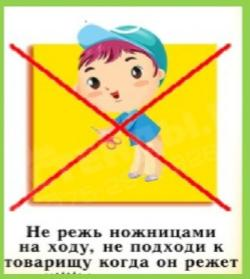 Не режь ножницами
на ходу, не подходи к
товарищу когда он режет